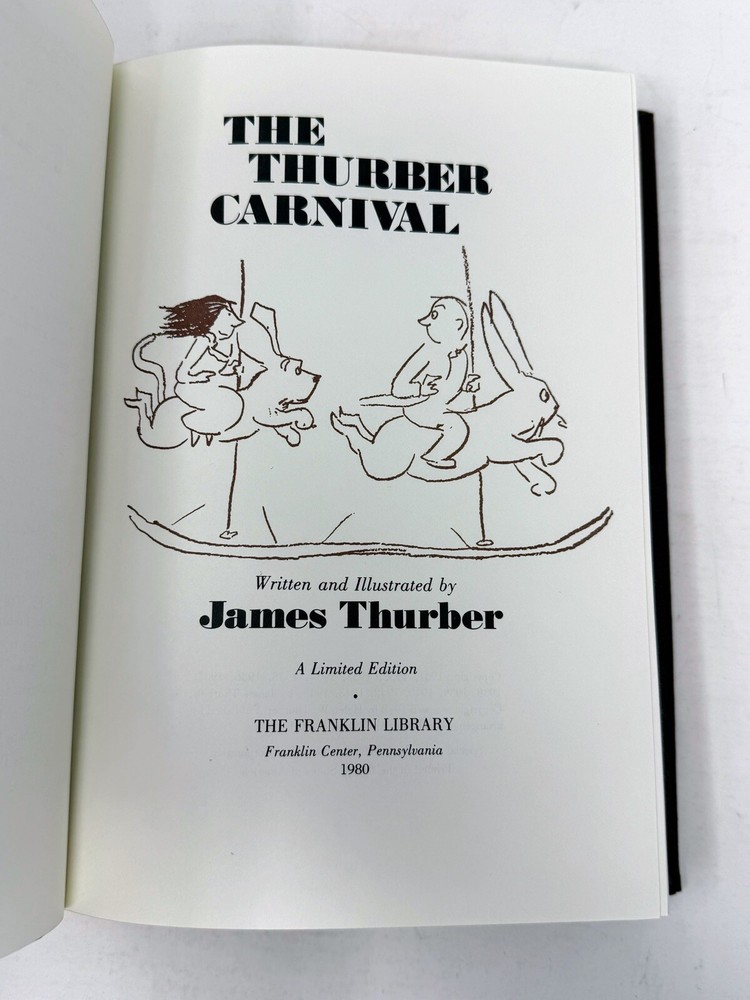 THE
THURBER
CARNIVAL
Written and Illustrated by
James Thurber
A Limited Edition
•
THE FRANKLIN LIBRARY
Franklin Center, Pennsylvania
1980